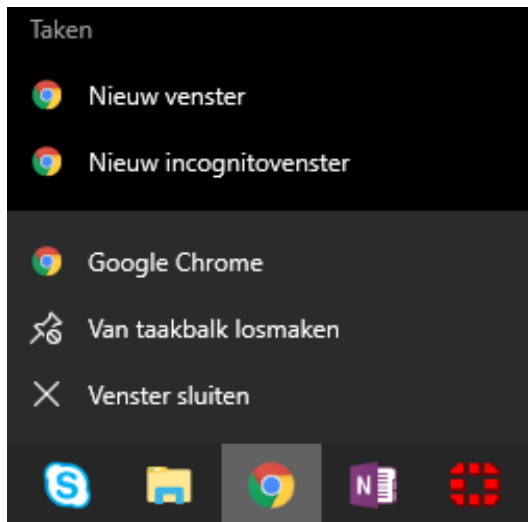 Taken
Nieuw venster
Nieuw incognitovenster
Google Chrome
Van taakbalk losmaken
Venster sluiten
S
N